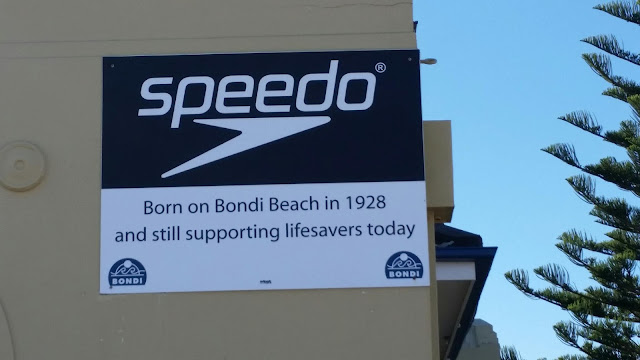 speedo®
Born on Bondi Beach in 1928
and still supporting lifesavers today
BONDI
BONDI